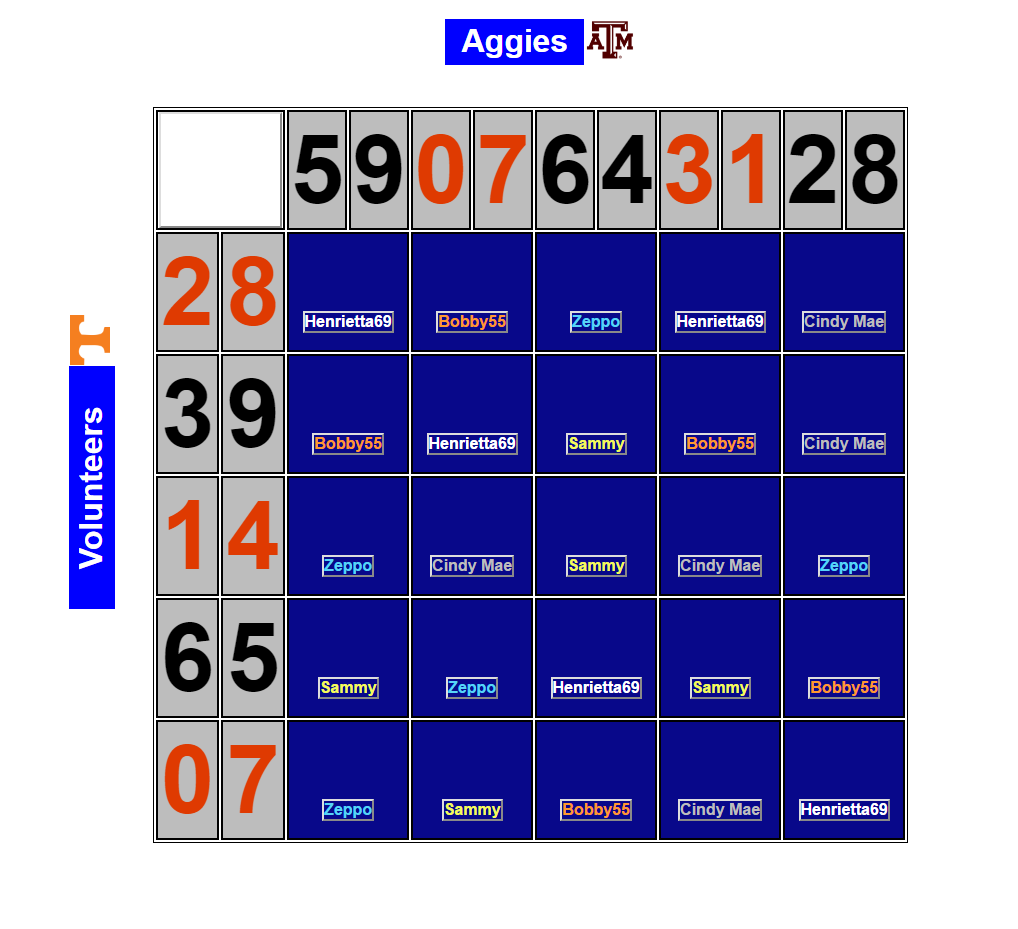 Aggies ATM
5 9 0 7 6 4 3 1 2 8
2 8 Henrietta69 Bobby55 Zeppo Henrietta69 Cindy Mae
3 9 Bobby55 Henrietta69 Sammy Bobby55 Cindy Mae
1 4 Zeppo Cindy Mae Sammy Cindy Mae Zeppo
6 5 Sammy Zeppo Henrietta69 Sammy Bobby55
0 7 Zeppo Sammy Bobby55 Cindy Mae Henrietta69
Volunteers T